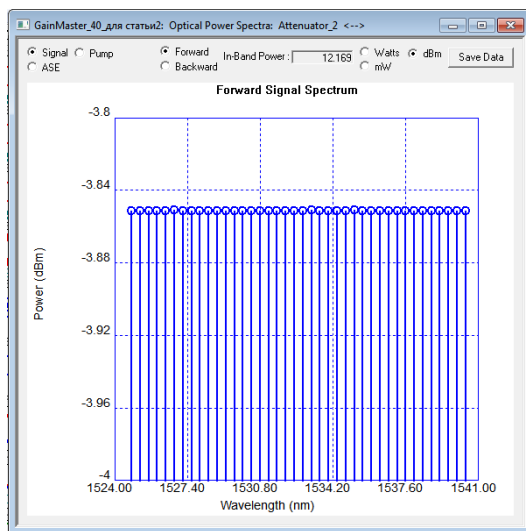 GainMaster_40_для статьи2: Optical Power Spectra: Attenuator_2 <-->
Signal Pump Forward In-Band Power : 12.169 Watts dBm Save Data
ASE Backward mW
Forward Signal Spectrum
-3.8
-3.84
-3.88
-3.92
-3.96
-4
Power (dBm)
1524.00 1527.40 1530.80 1534.20 1537.60 1541.00
Wavelength (nm)